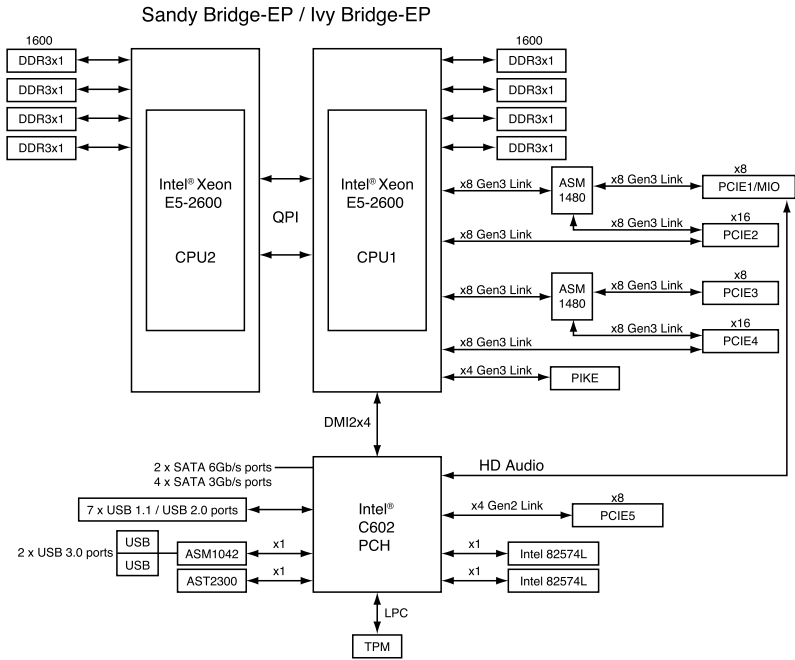 Sandy Bridge-EP / Ivy Bridge-EP
1600
DDR3x1
DDR3x1
DDR3x1
DDR3x1
Intel® Xeon
E5-2600
CPU2
QPI
Intel® Xeon
E5-2600
CPU1
1600
DDR3x1
DDR3x1
DDR3x1
DDR3x1
x8 Gen3 Link
ASM
1480
x8 Gen3 Link
x8
PCIE1/MIO
x8 Gen3 Link
x16
PCIE2
x8 Gen3 Link
x8 Gen3 Link
ASM
1480
x8 Gen3 Link
x8
PCIE3
x8 Gen3 Link
x16
PCIE4
x8 Gen3 Link
x4 Gen3 Link
PIKE
DMI2x4
2 x SATA 6Gb/s ports
4 x SATA 3Gb/s ports
7 x USB 1.1 / USB 2.0 ports
2 x USB 3.0 ports
USB
USB
ASM1042
x1
AST2300
x1
Intel®
C602
PCH
HD Audio
x4 Gen2 Link
x8
PCIE5
x1
Intel 82574L
x1
Intel 82574L
LPC
TPM